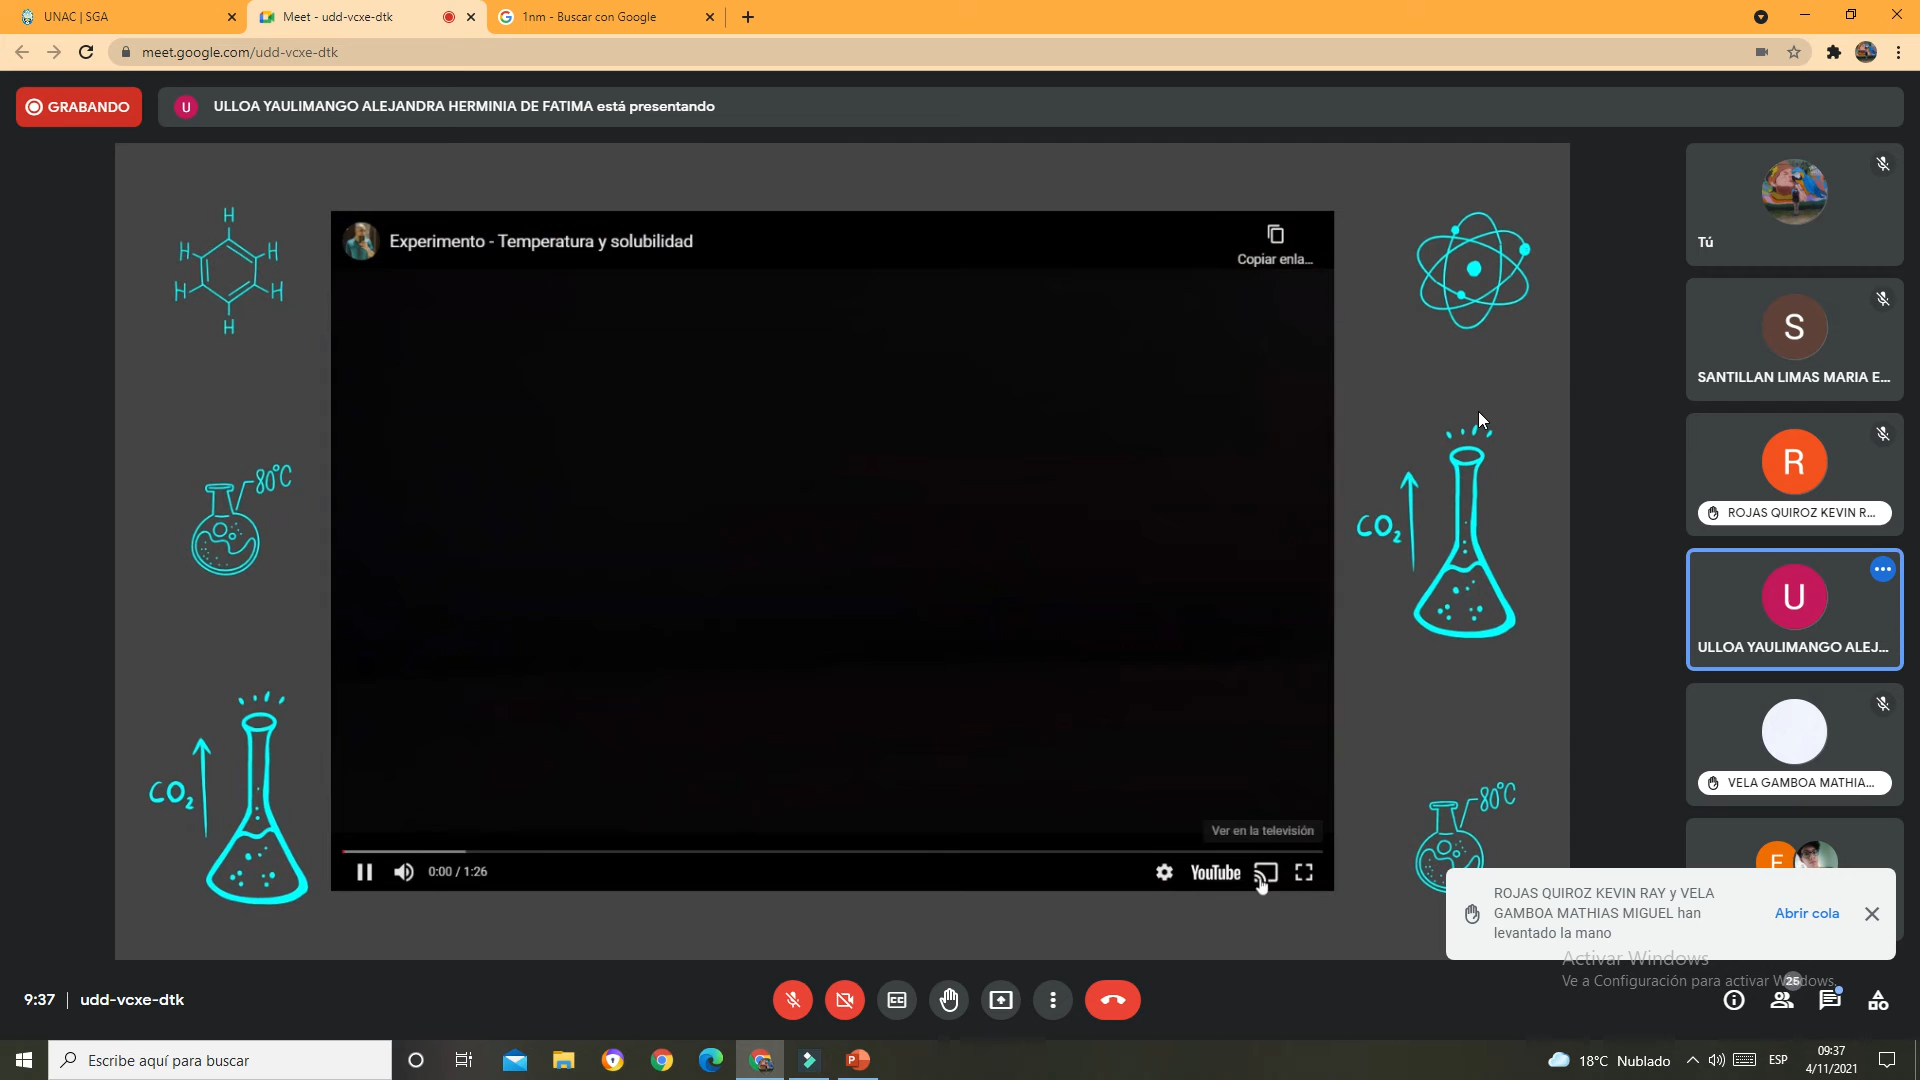 UNAC | SGA
Meet - udd-vcxe-dtk
1nm - Buscar con Google
meet.google.com/udd-vcxe-dtk
GRABANDO
U
ULLOA YAULIMANGO ALEJANDRA HERMINIA DE FATIMA está presentando
Experimento - Temperatura y solubilidad
Copiar enla...
H
H H
H H
H
80°C
CO2
CO2
80°C
Ver en la televisión
0:00 / 1:26
YouTube
Tú
S
SANTILLAN LIMAS MARIA E...
R
ROJAS QUIROZ KEVIN R...
U
ULLOA YAULIMANGO ALEJ...
VELA GAMBOA MATHIA...
E
ROJAS QUIROZ KEVIN RAY y VELA
GAMBOA MATHIAS MIGUEL han
levantado la mano
Abrir cola
Activar Windows
Ve a Configuración para activar Windows.
9:37 | udd-vcxe-dtk
25
Escribe aquí para buscar
18°C Nublado
ESP
09:37
4/11/2021